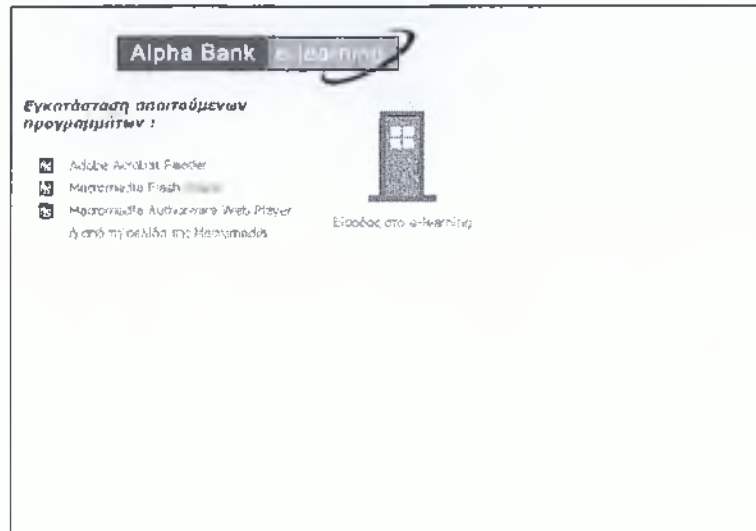 Alpha Bank e-learning
Εγκατάσταση απαιτούμενων
προγραμμάτων :
Adobe Acrobat Reader
Macromedia Flash
Macromedia Authorware Web Player
ή από τη σελίδα της Macromedia
Είσοδος στο e-learning